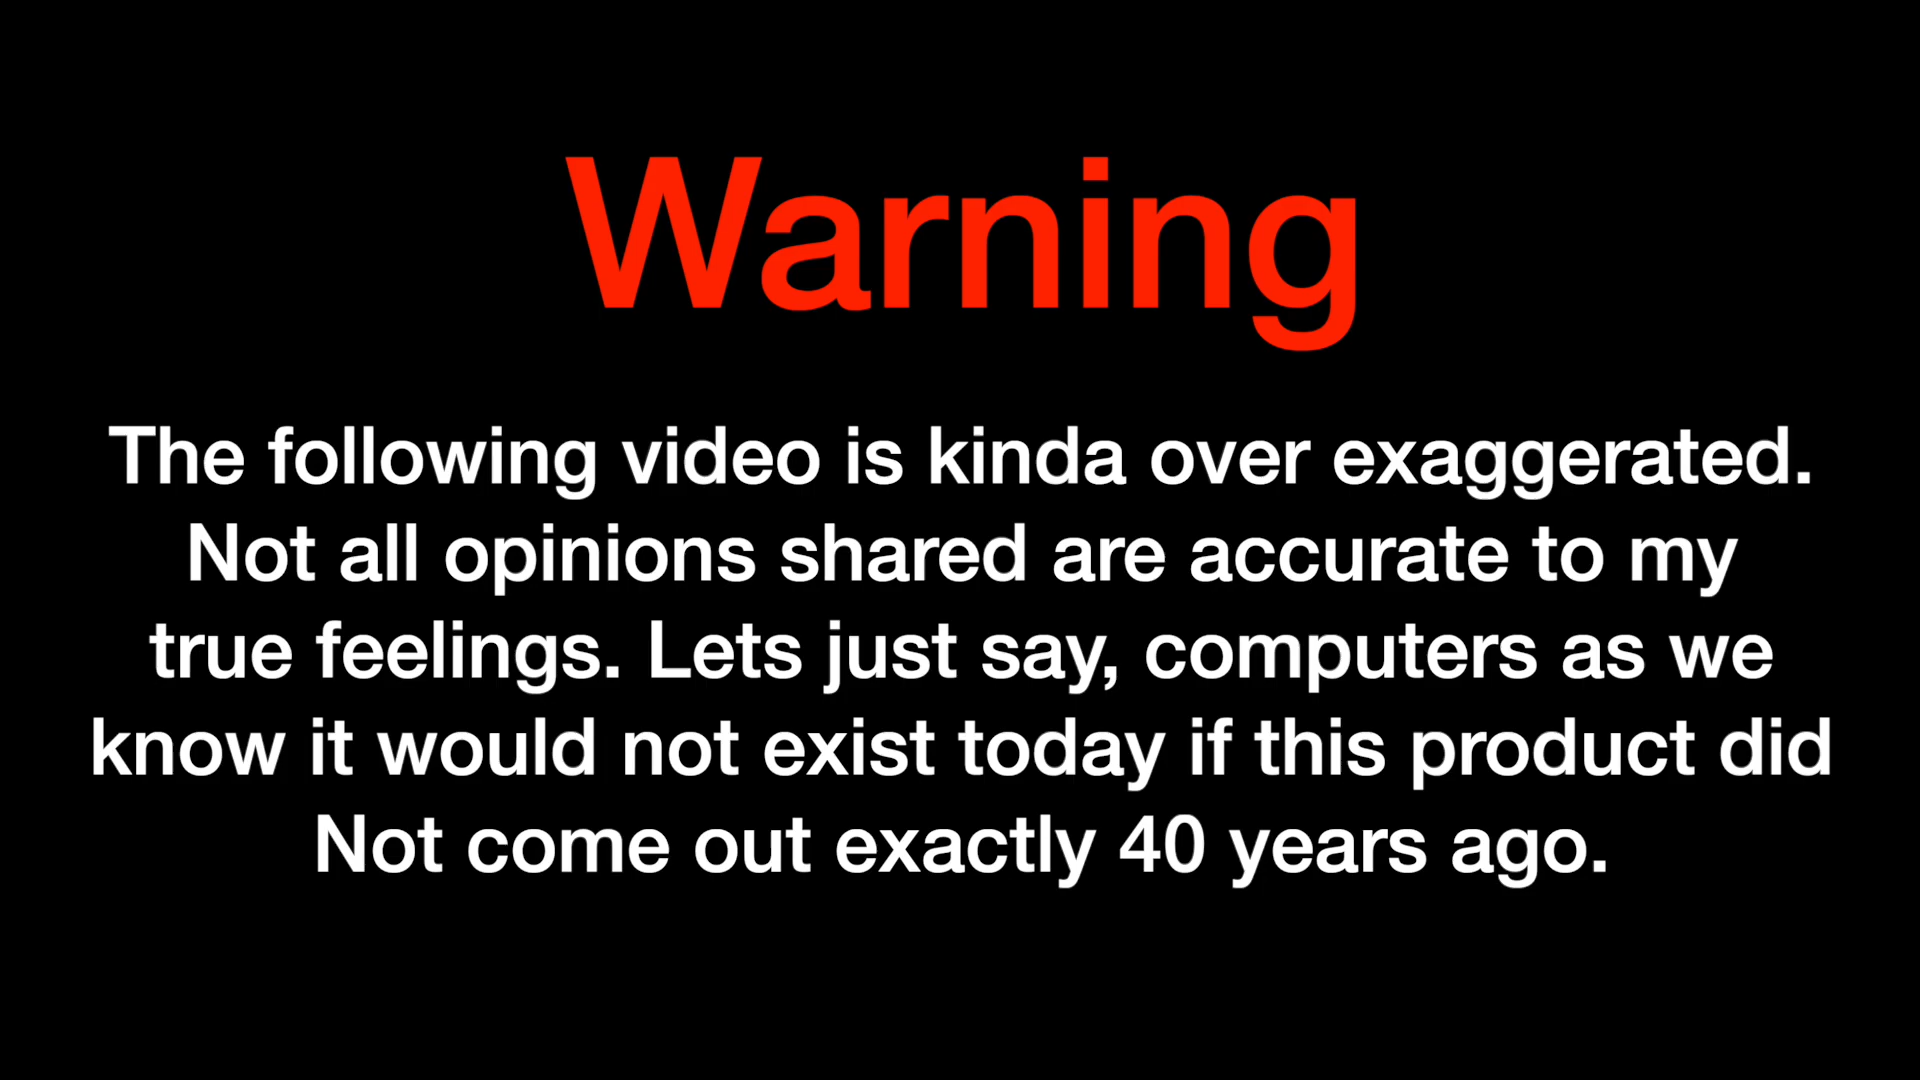 Warning
The following video is kinda over exaggerated.
Not all opinions shared are accurate to my
true feelings. Lets just say, computers as we
know it would not exist today if this product did
Not come out exactly 40 years ago.